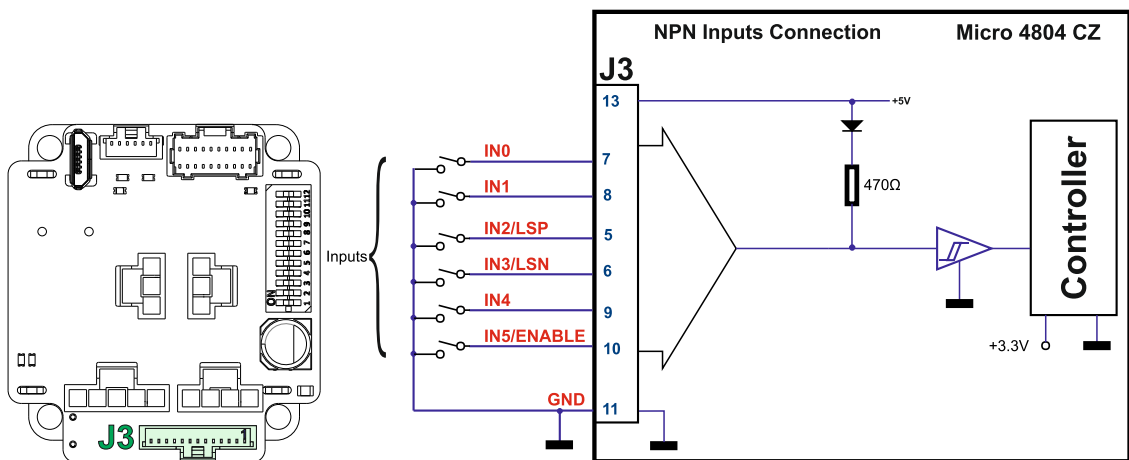 NPN Inputs Connection
Micro 4804 CZ
J3
13
+5V
IN0
7
IN1
8
470Ω
IN2/LSP
5
Inputs
IN3/LSN
6
IN4
9
IN5/ENABLE
10
Controller
+3.3V
GND
11
1 2 3 4 5 6 7 8 9 10 11 12
ON
J3
1